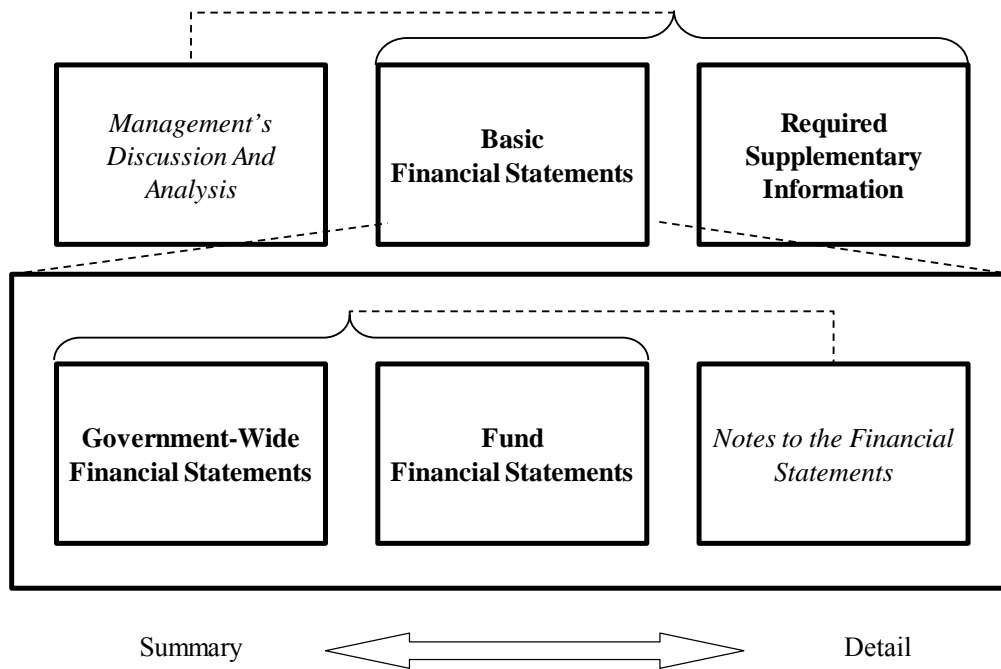 Management’s
Discussion And
Analysis
Basic
Financial Statements
Required
Supplementary
Information
Government-Wide
Financial Statements
Fund
Financial Statements
Notes to the Financial
Statements
Summary
Detail